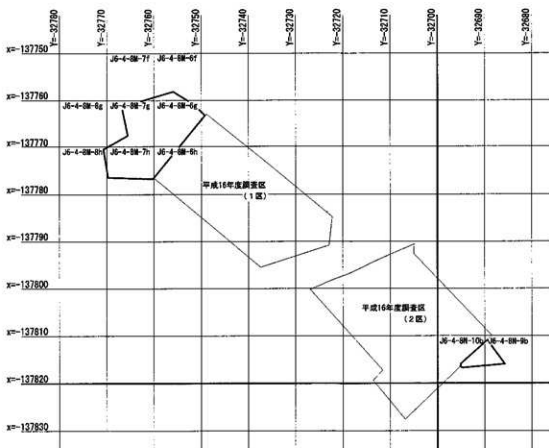 Y=-32780
Y=-32770
Y=-32760
Y=-32750
Y=-32740
Y=-32730
Y=-32720
Y=-32710
Y=-32700
Y=-32690
Y=-32680
X=-137750
J6-4-8M-7f J6-4-8M-6f
X=-137760
J6-4-8M-8g J6-4-8M-7g J6-4-8M-6g
X=-137770
J6-4-8M-8h J6-4-8M-7h J6-4-8M-6h
X=-137780
平成16年度調査区
(1区)
X=-137790
X=-137800
平成16年度調査区
(2区)
X=-137810
J6-4-8N-10b J6-4-8N-9b
X=-137820
X=-137830